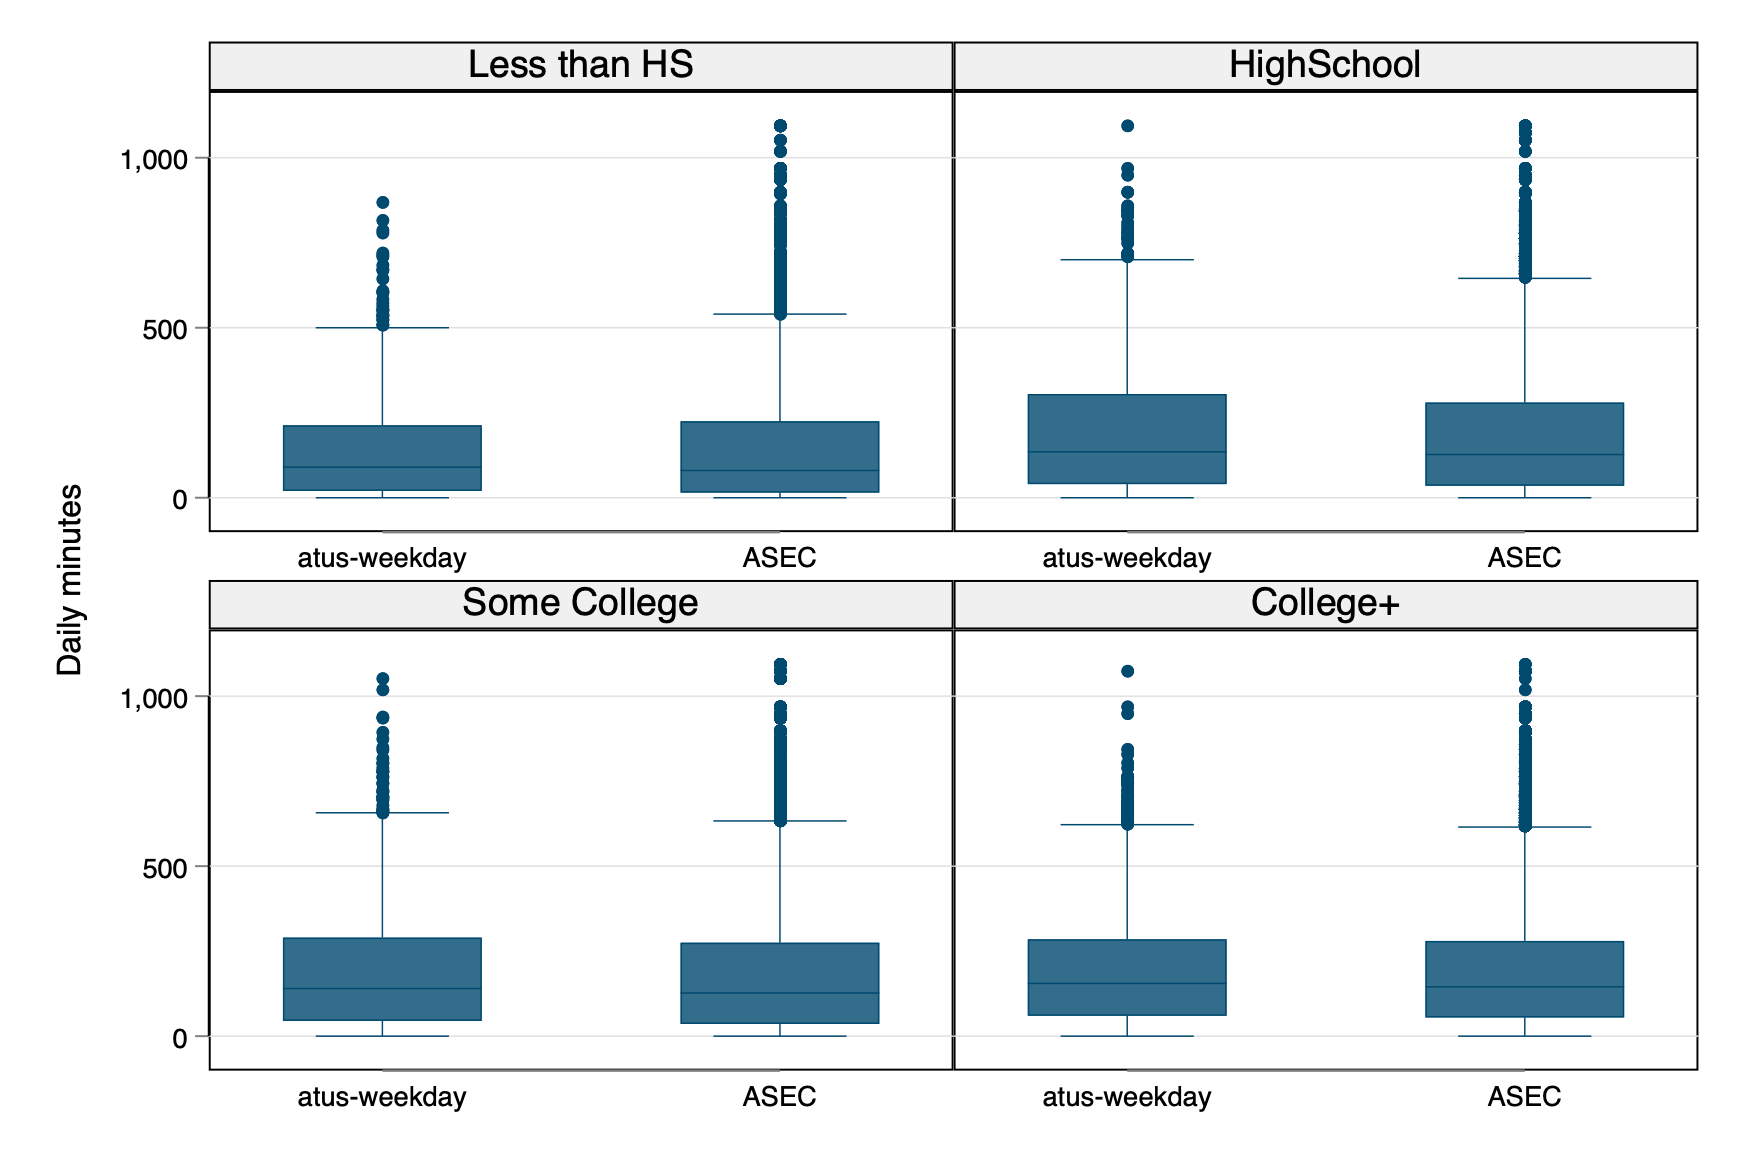 Less than HS
HighSchool
1,000
500
0
atus-weekday
ASEC
atus-weekday
ASEC
Daily minutes
Some College
College+
1,000
500
0
atus-weekday
ASEC
atus-weekday
ASEC